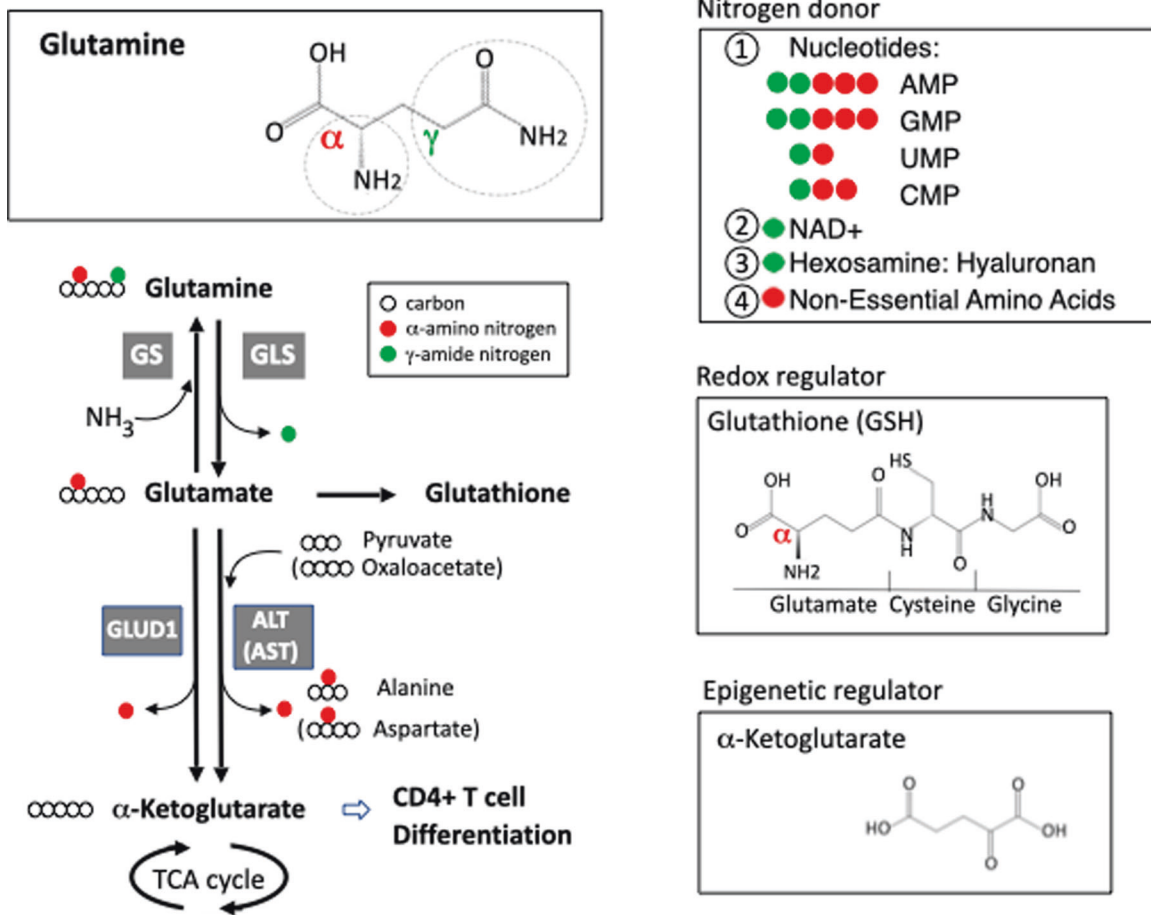 Glutamine
OH
O
α
NH2
γ
O
NH2
Glutamine
GS
GLS
NH3
carbon
α-amino nitrogen
γ-amide nitrogen
Glutamate
Glutathione
Pyruvate
(Oxaloacetate)
GLUD1
ALT
(AST)
Alanine
(Aspartate)
α-Ketoglutarate
CD4+ T cell
Differentiation
TCA cycle
Nitrogen donor
1 Nucleotides:
AMP
GMP
UMP
CMP
2 NAD+
3 Hexosamine: Hyaluronan
4 Non-Essential Amino Acids
Redox regulator
Glutathione (GSH)
HS
OH
O
α
NH2
O
N
H
O
H
N
OH
O
Glutamate Cysteine Glycine
Epigenetic regulator
α-Ketoglutarate
O
HO
O
O
OH